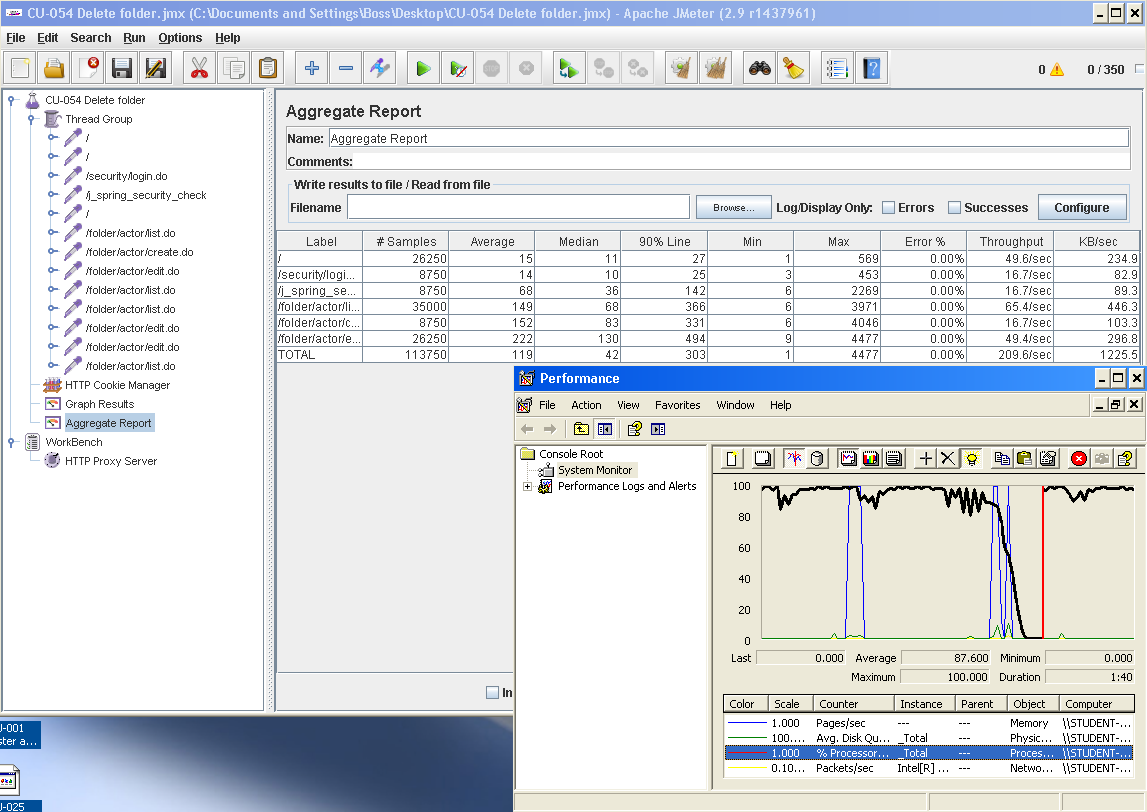 CU-054 Delete folder.jmx (C:\Documents and Settings\Boss\Desktop\CU-054 Delete folder.jmx) - Apache JMeter (2.9 r1437961)
File Edit Search Run Options Help
0 0 / 350
CU-054 Delete folder
Thread Group
/
/
/security/login.do
/j_spring_security_check
/
/folder/actor/list.do
/folder/actor/create.do
/folder/actor/edit.do
/folder/actor/list.do
/folder/actor/list.do
/folder/actor/edit.do
/folder/actor/edit.do
/folder/actor/list.do
HTTP Cookie Manager
Graph Results
Aggregate Report
WorkBench
HTTP Proxy Server
Aggregate Report
Name: Aggregate Report
Comments:
Write results to file / Read from file
Filename Browse... Log/Display Only: Errors Successes Configure
Label # Samples Average Median 90% Line Min Max Error % Throughput KB/sec
/ 26250 15 11 27 1 569 0.00% 49.6/sec 234.9
/security/logi... 8750 14 10 25 3 453 0.00% 16.7/sec 82.9
/j_spring_se... 8750 68 36 142 6 2269 0.00% 16.7/sec 89.3
/folder/actor/li... 35000 149 68 366 6 3971 0.00% 65.4/sec 446.3
/folder/actor/c... 8750 152 83 331 6 4046 0.00% 16.7/sec 103.3
/folder/actor/e... 26250 222 130 494 9 4477 0.00% 49.4/sec 296.8
TOTAL 113750 119 42 303 1 4477 0.00% 209.6/sec 1225.5
In
Performance
File Action View Favorites Window Help
Console Root
System Monitor
Performance Logs and Alerts
100
80
60
40
20
0
Last 0.000 Average 87.600 Minimum 0.000
Maximum 100.000 Duration 1:40
Color Scale Counter Instance Parent Object Computer
1.000 Pages/sec --- --- Memory \\STUDENT-...
100.... Avg. Disk Qu... _Total --- Physic... \\STUDENT-...
1.000 % Processor... _Total --- Proces... \\STUDENT-...
0.10... Packets/sec Intel[R] ... --- Netwo... \\STUDENT-...
J-001
ster a...
U-025